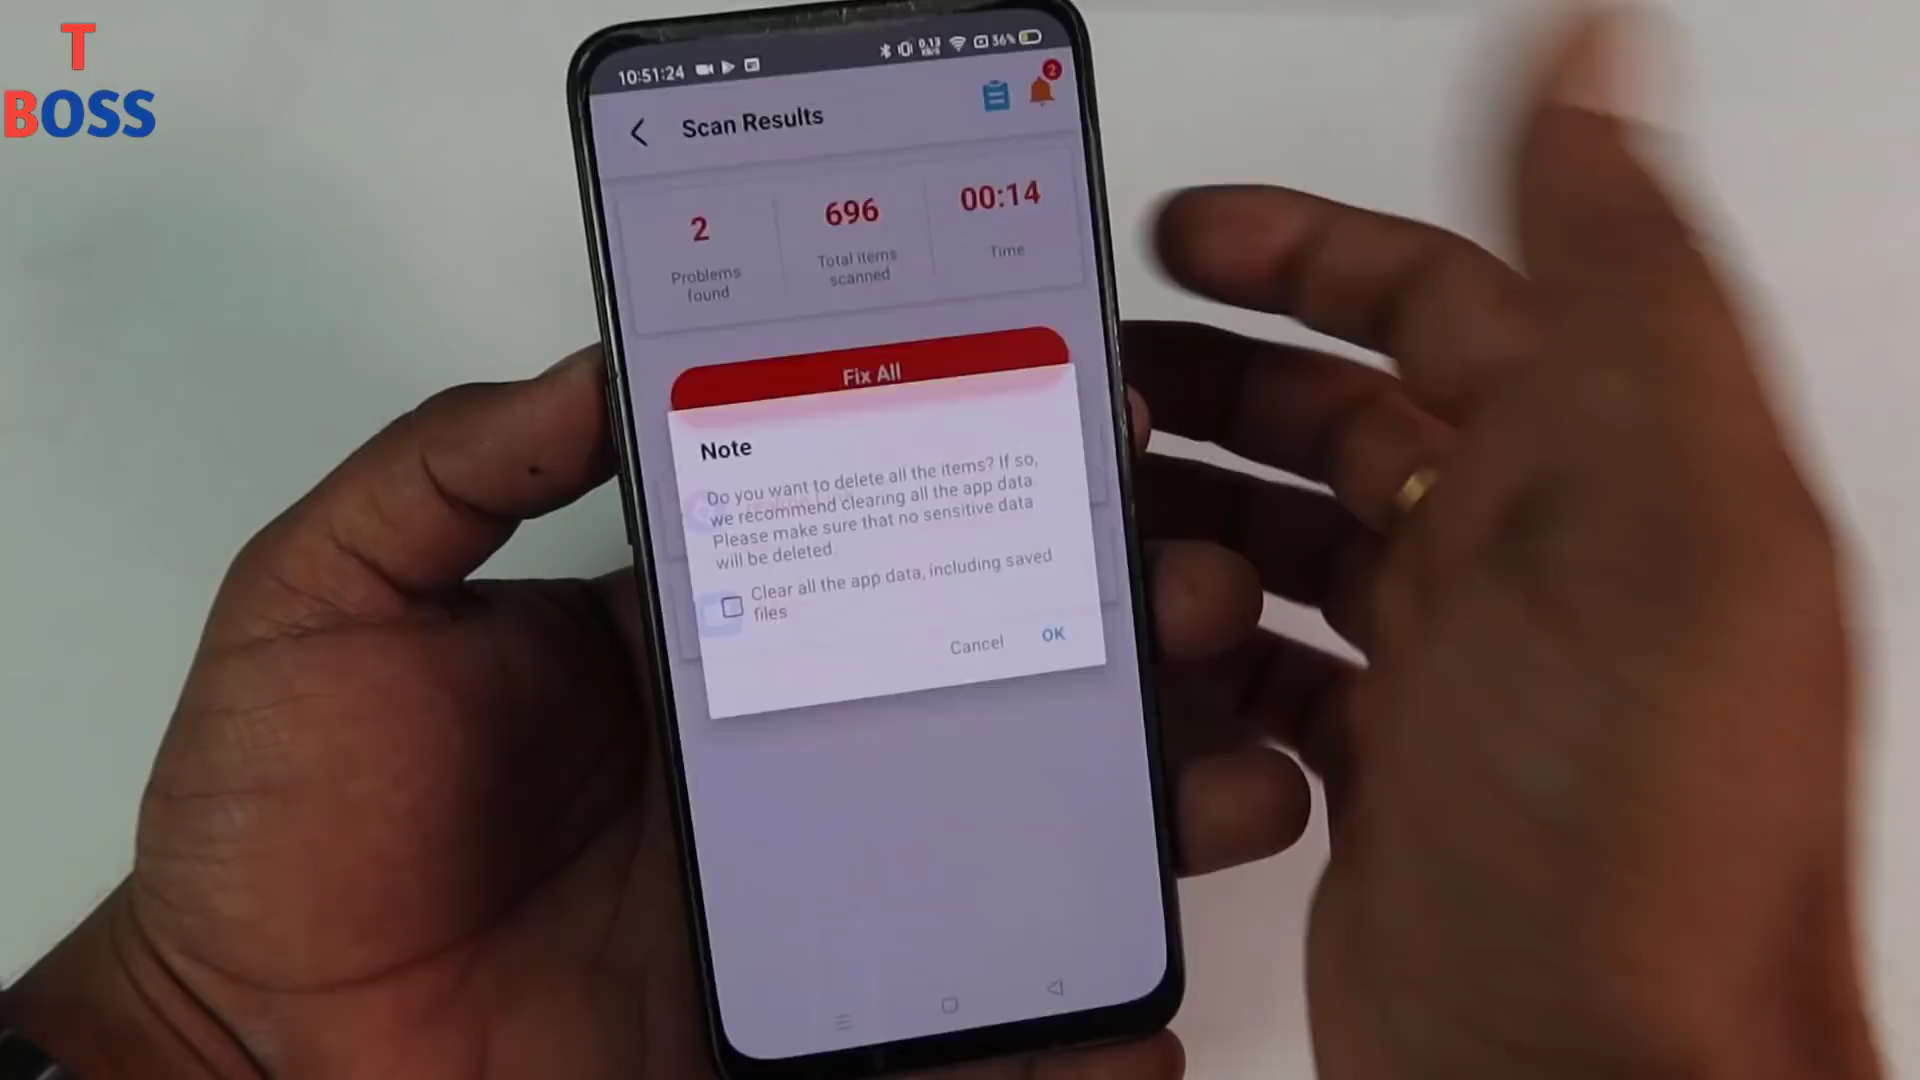 T
BOSS
10:51:24
0.13
36%
Scan Results
2
2
696
00:14
Problems
found
Total items
scanned
Time
Fix All
Note
Do you want to delete all the items? If so,
we recommend clearing all the app data.
Please make sure that no sensitive data
will be deleted.
Clear all the app data, including saved
files
Cancel
OK